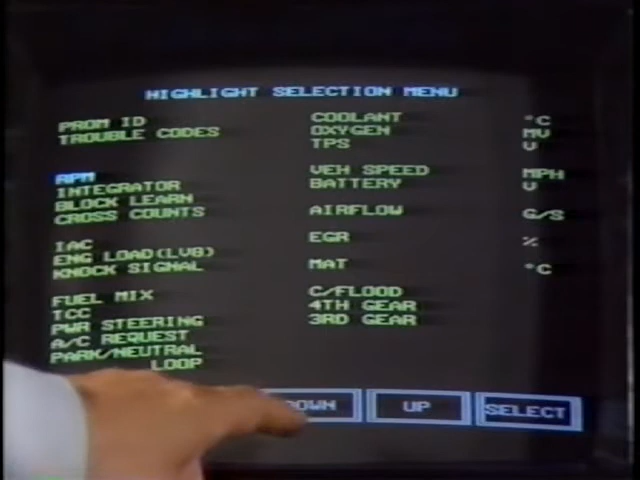 HIGHLIGHT SELECTION MENU
PROM ID
TROUBLE CODES
RPM
INTEGRATOR
BLOCK LEARN
CROSS COUNTS
IAC
ENG LOAD(LV8)
KNOCK SIGNAL
FUEL MIX
TCC
PWR STEERING
A/C REQUEST
PARK/NEUTRAL
LOOP
COOLANT °C
OXYGEN MV
TPS V
VEH SPEED MPH
BATTERY V
AIRFLOW G/S
EGR %
MAT °C
C/FLOOD
4TH GEAR
3RD GEAR
DOWN UP SELECT